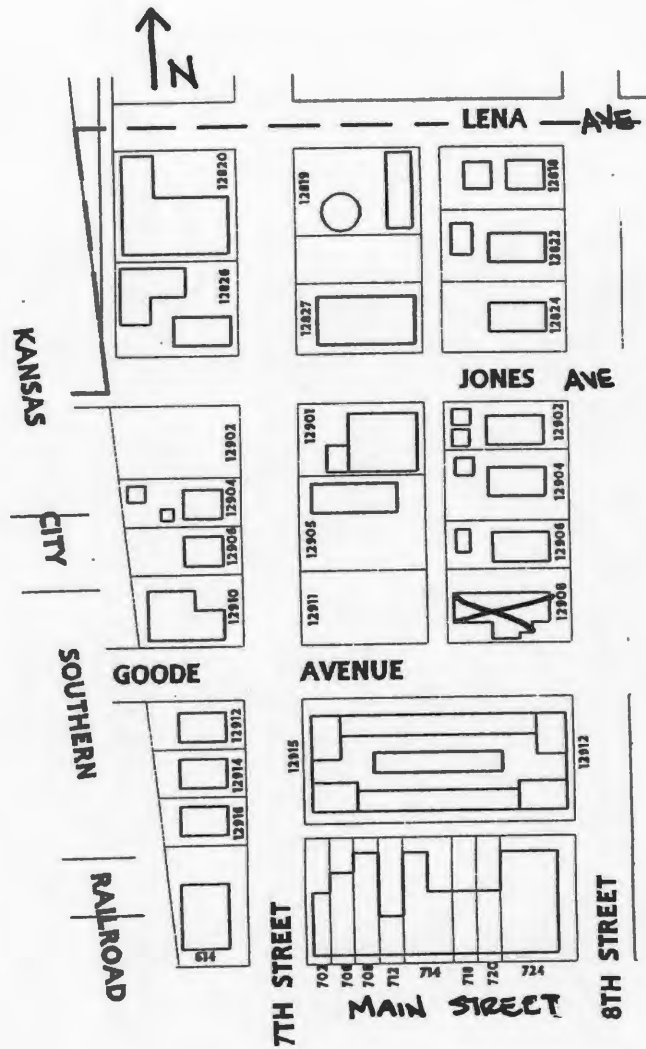 N
LENA AVE
12820
12819
12818
12822
12826
12827
12824
KANSAS
JONES AVE
12902
12901
12902
12904
12904
CITY
12906
12905
12906
12910
12911
12908
SOUTHERN
GOODE AVENUE
12912
12915
12912
12914
12916
RAILROAD
614
7TH STREET
8TH STREET
702
706
708
712
714
718
720
724
MAIN STREET